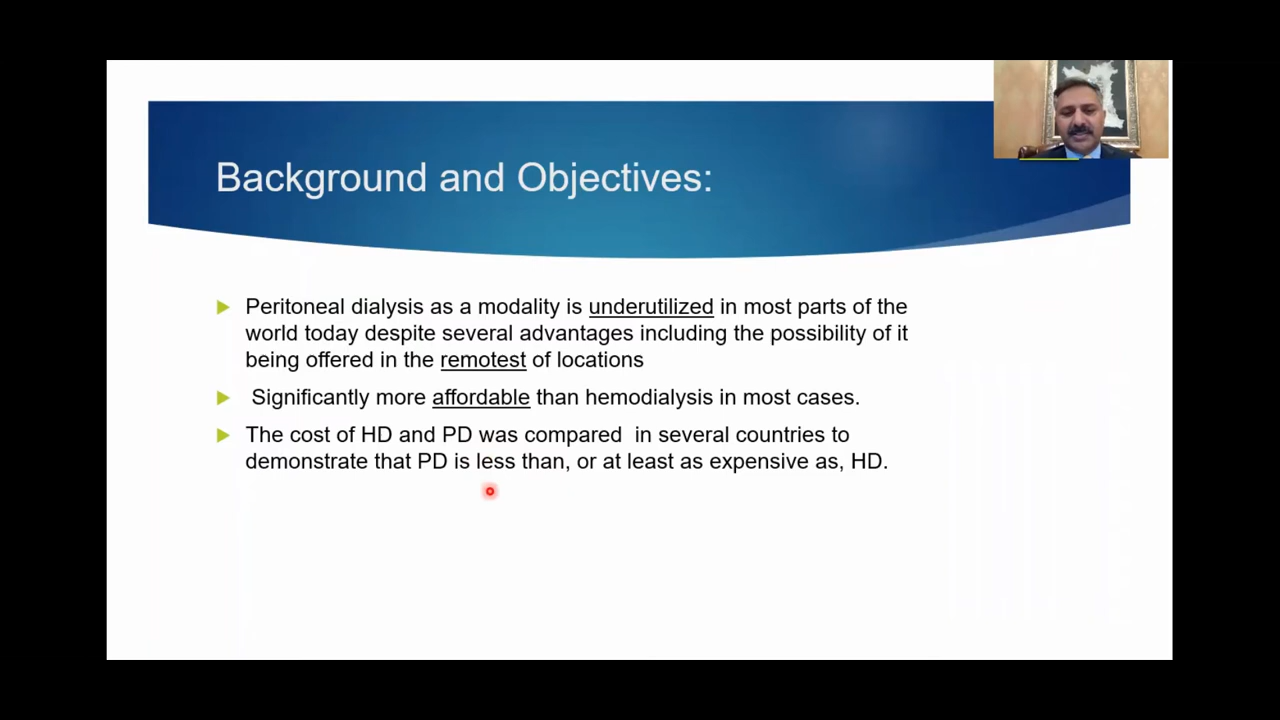 Background and Objectives:
Peritoneal dialysis as a modality is underutilized in most parts of the
world today despite several advantages including the possibility of it
being offered in the remotest of locations
Significantly more affordable than hemodialysis in most cases.
The cost of HD and PD was compared  in several countries to
demonstrate that PD is less than, or at least as expensive as, HD.